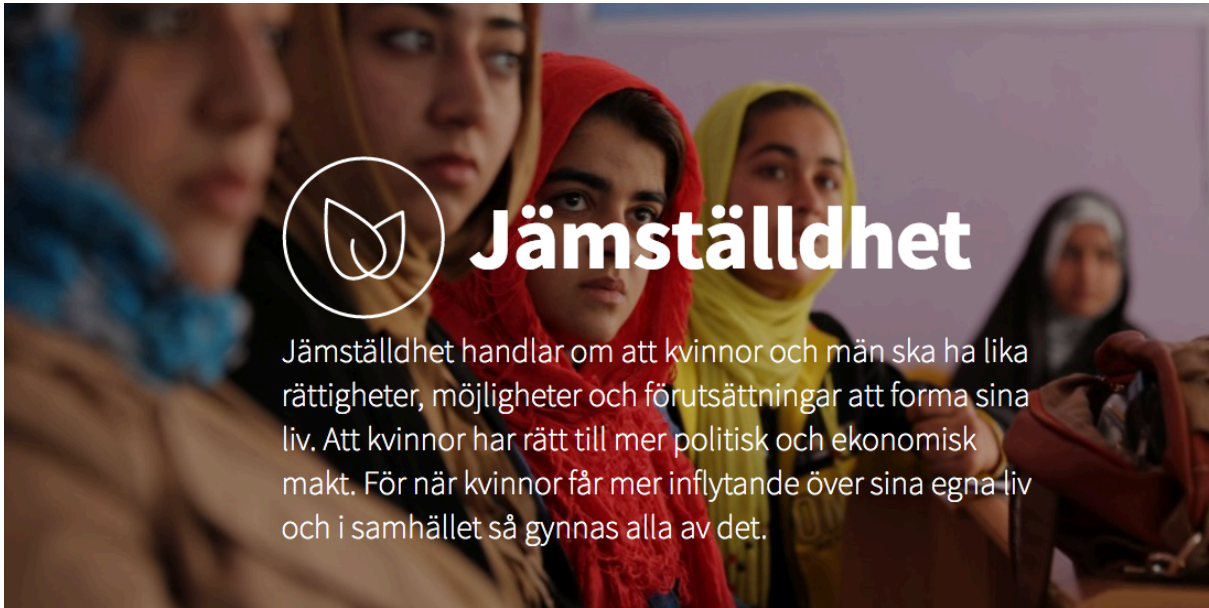 Jämställdhet
Jämställdhet handlar om att kvinnor och män ska ha lika
rättigheter, möjligheter och förutsättningar att forma sina
liv. Att kvinnor har rätt till mer politisk och ekonomisk
makt. För när kvinnor får mer inflytande över sina egna liv
och i samhället så gynnas alla av det.